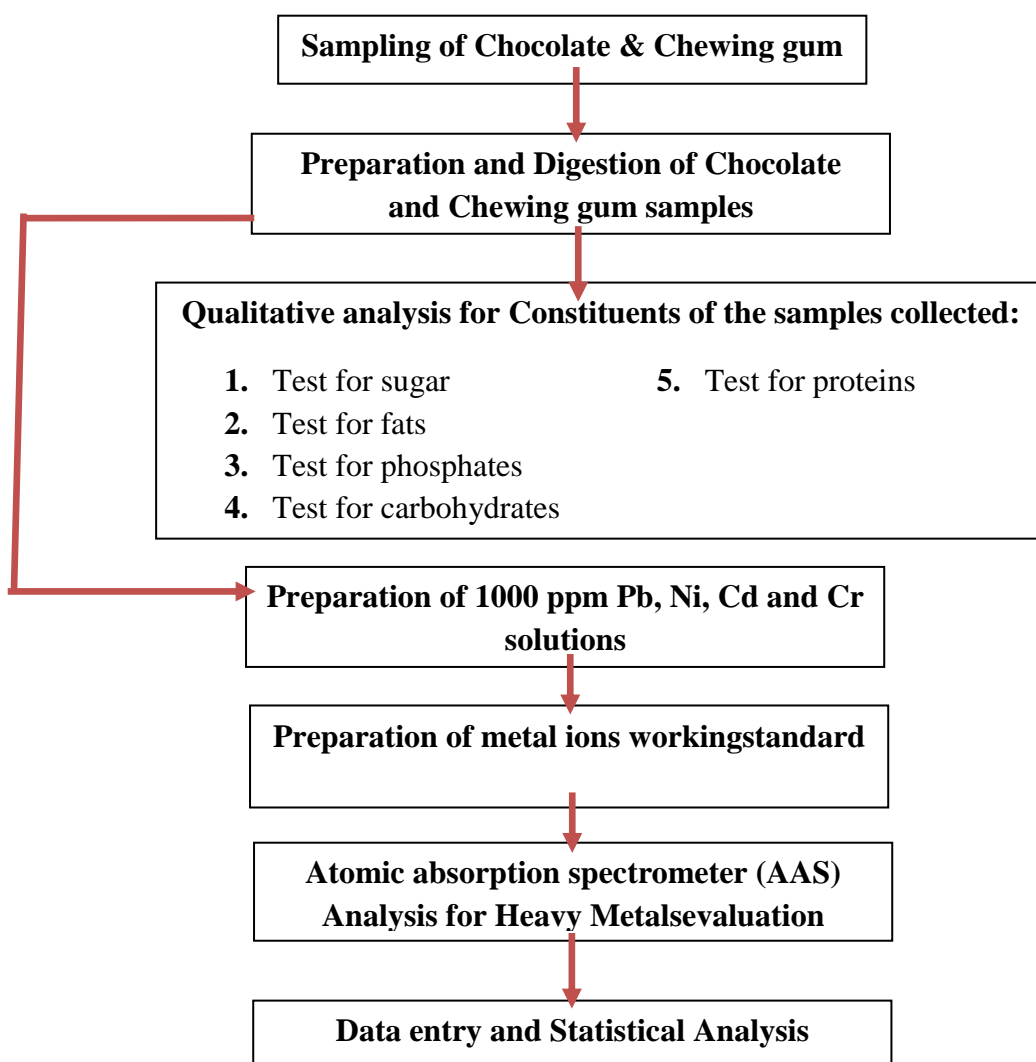 Sampling of Chocolate & Chewing gum
Preparation and Digestion of Chocolate
and Chewing gum samples
Qualitative analysis for Constituents of the samples collected:
1. Test for sugar
2. Test for fats
3. Test for phosphates
4. Test for carbohydrates
5. Test for proteins
Preparation of 1000 ppm Pb, Ni, Cd and Cr
solutions
Preparation of metal ions workingstandard
Atomic absorption spectrometer (AAS)
Analysis for Heavy Metalsevaluation
Data entry and Statistical Analysis